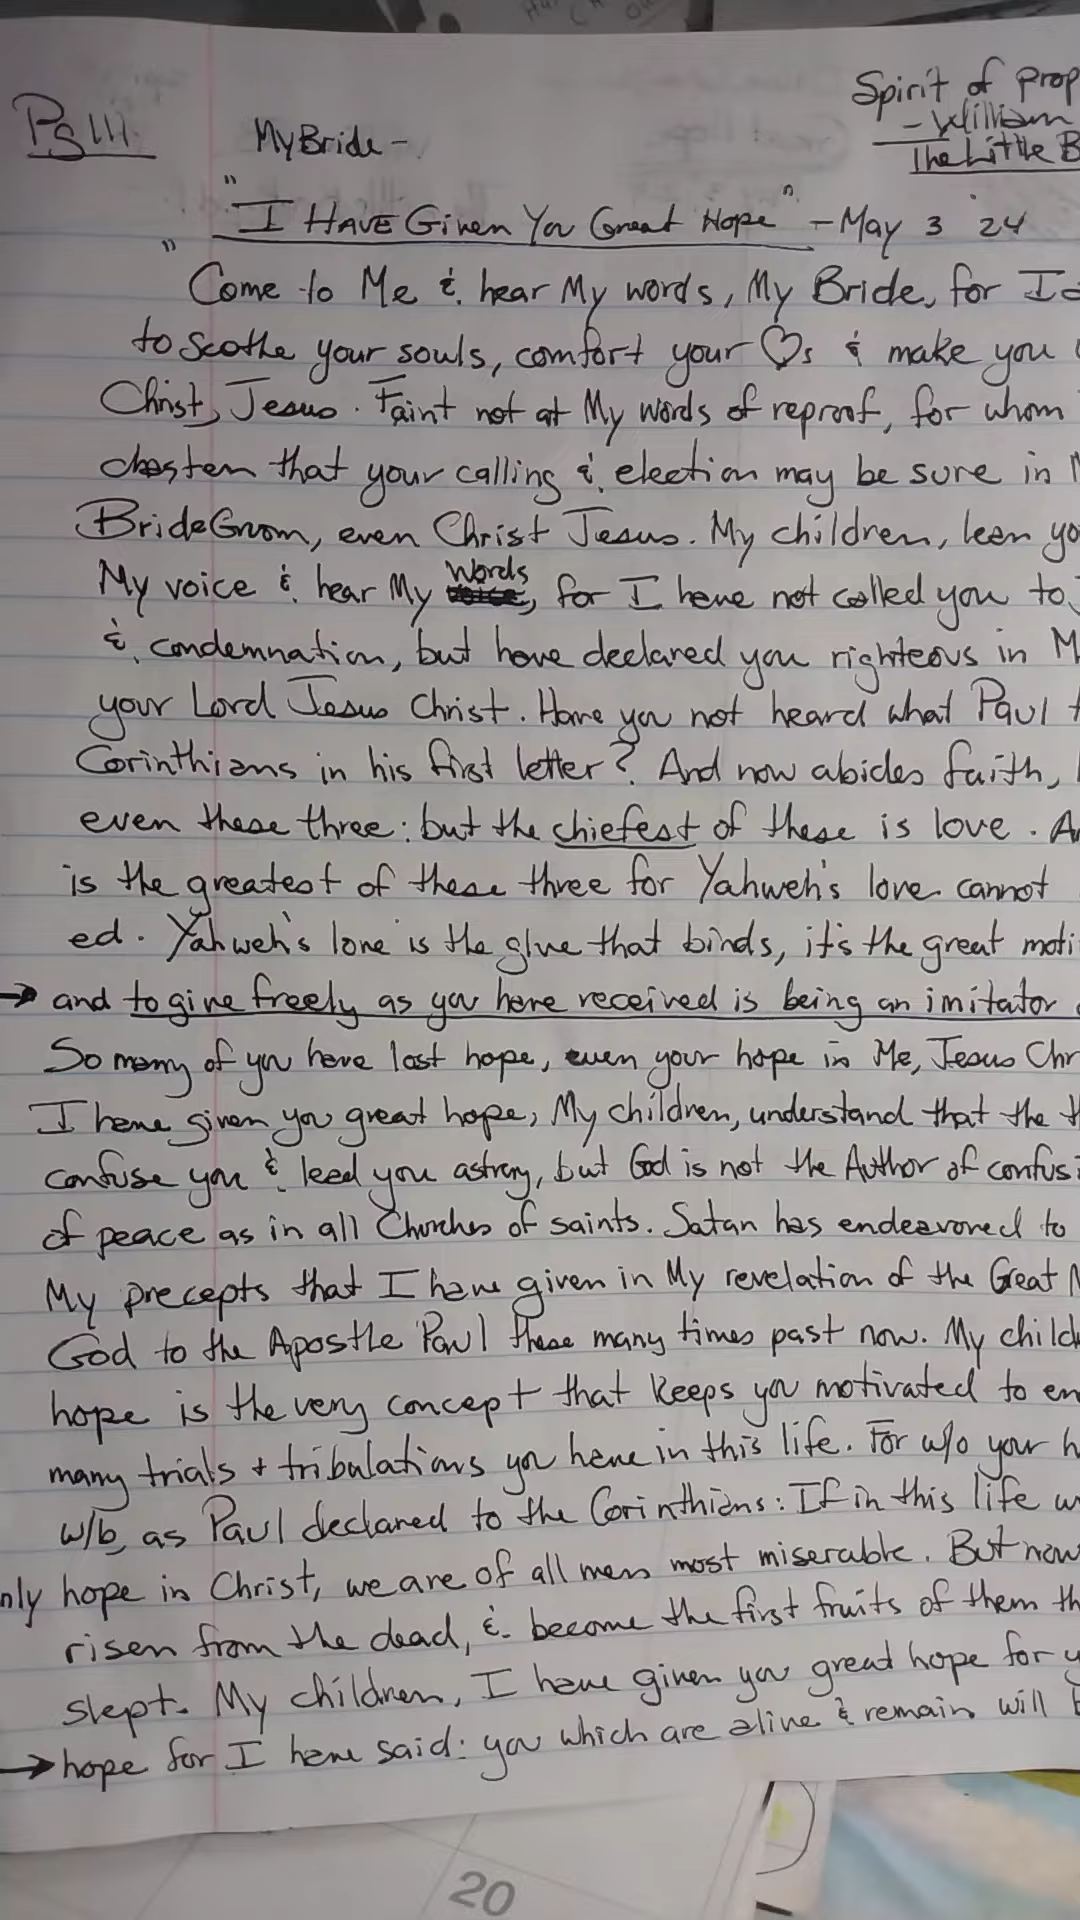 Spirit of Prop
- William
The Little B
Ps 111
My Bride -
"I HAVE Given You Great Hope" - May 3 '24
"Come to Me & hear My words, My Bride, for I
to soothe your souls, comfort your ♡s & make you
Christ, Jesus. Faint not at My words of reproof, for whom
chasten that your calling & election may be sure in
BrideGroom, even Christ Jesus. My children, lean yo
My voice & hear My Words, for I have not called you to
& condemnation, but have declared you righteous in M
your Lord Jesus Christ. Have you not heard what Paul t
Corinthians in his first letter? And now abides faith,
even these three: but the chiefest of these is love. A
is the greatest of these three for Yahweh's love cannot
ed. Yahweh's love is the glue that binds, it's the great moti
→ and to give freely as you have received is being an imitator
So many of you have lost hope, even your hope in Me, Jesus Chr
I have given you great hope, My children, understand that the t
confuse you & lead you astray, but God is not the Author of confusi
of peace as in all Churches of saints. Satan has endeavored to
My precepts that I have given in My revelation of the Great M
God to the Apostle Paul these many times past now. My child
hope is the very concept that keeps you motivated to en
many trials + tribulations you have in this life. For w/o your h
w/b, as Paul declared to the Corinthians: If in this life w
nly hope in Christ, we are of all men most miserable. But now
risen from the dead, & become the first fruits of them th
slept. My children, I have given you great hope for y
→ hope for I have said: you which are alive & remain will b
20